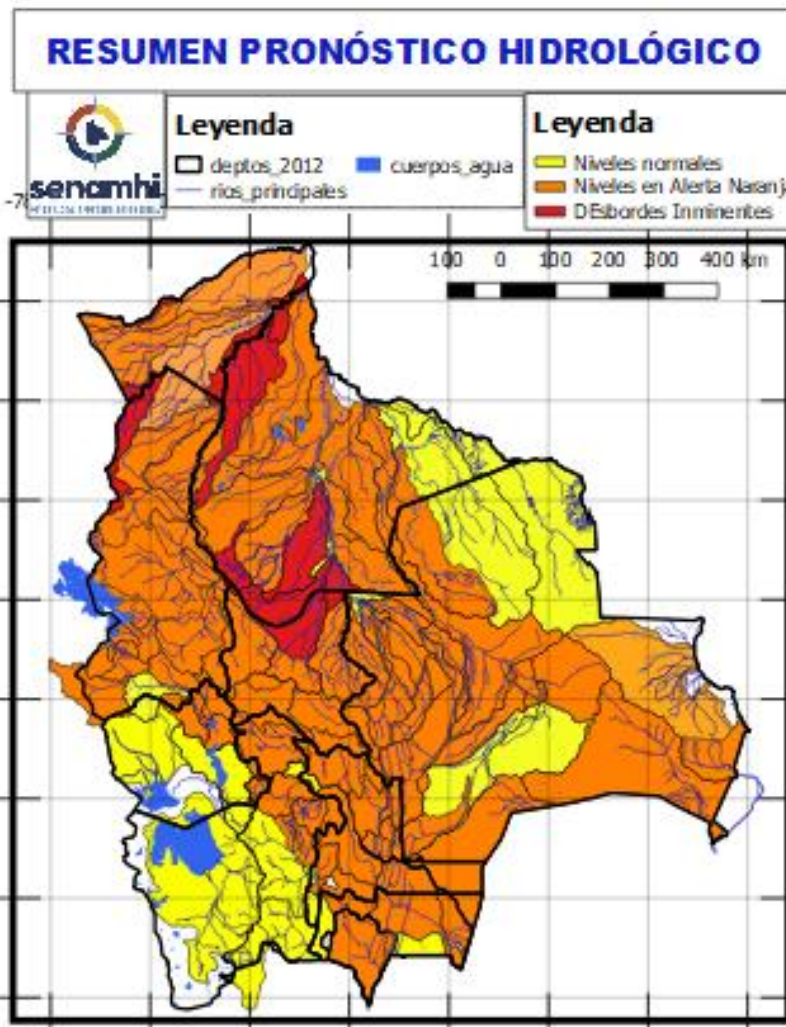 RESUMEN PRONÓSTICO HIDROLÓGICO
senamhi
Leyenda
deptos_2012
cuerpos_agua
rios_principales
Leyenda
Niveles normales
Niveles en Alerta Naranja
DEsbordes Inminentes
100 0 100 200 300 400 km